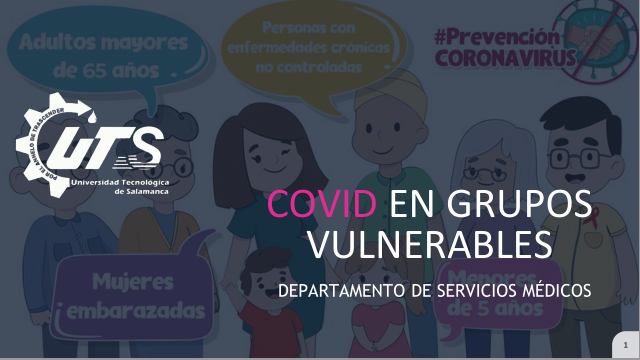 Adultos mayores
de 65 años
Personas con
enfermedades crónicas
no controladas
#Prevención
CORONAVIRUS
POR EL ANHELO DE TRASCENDER
UTS
Universidad Tecnológica
de Salamanca
COVID EN GRUPOS
VULNERABLES
DEPARTAMENTO DE SERVICIOS MÉDICOS
Mujeres
embarazadas
Menores
de 5 años
1